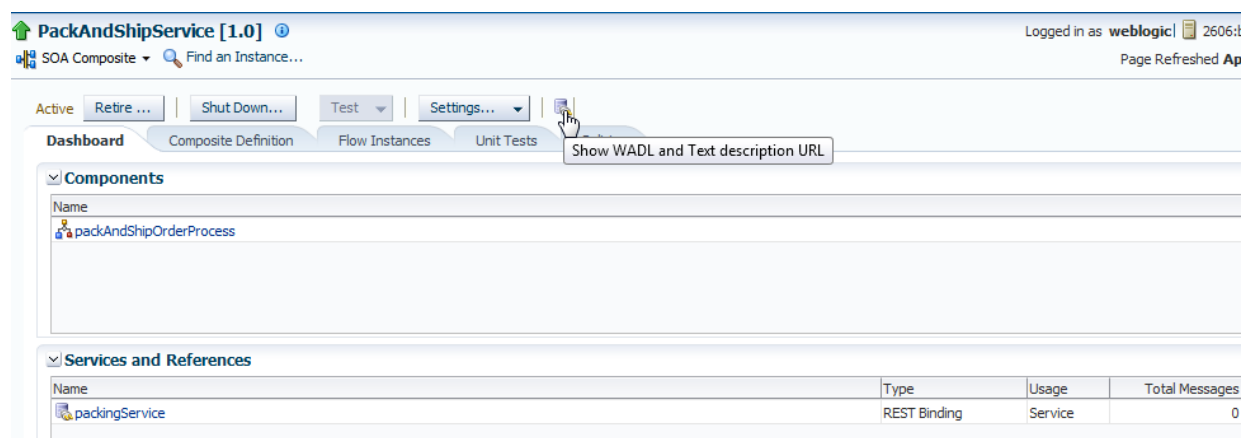 PackAndShipService [1.0]
Logged in as weblogic
SOA Composite Find an Instance...
Page Refreshed
Active Retire ... Shut Down... Test Settings...
Dashboard Composite Definition Flow Instances Unit Tests
Show WADL and Text description URL
Components
Name
packAndShipOrderProcess
Services and References
Name Type Usage Total Messages
packingService REST Binding Service 0